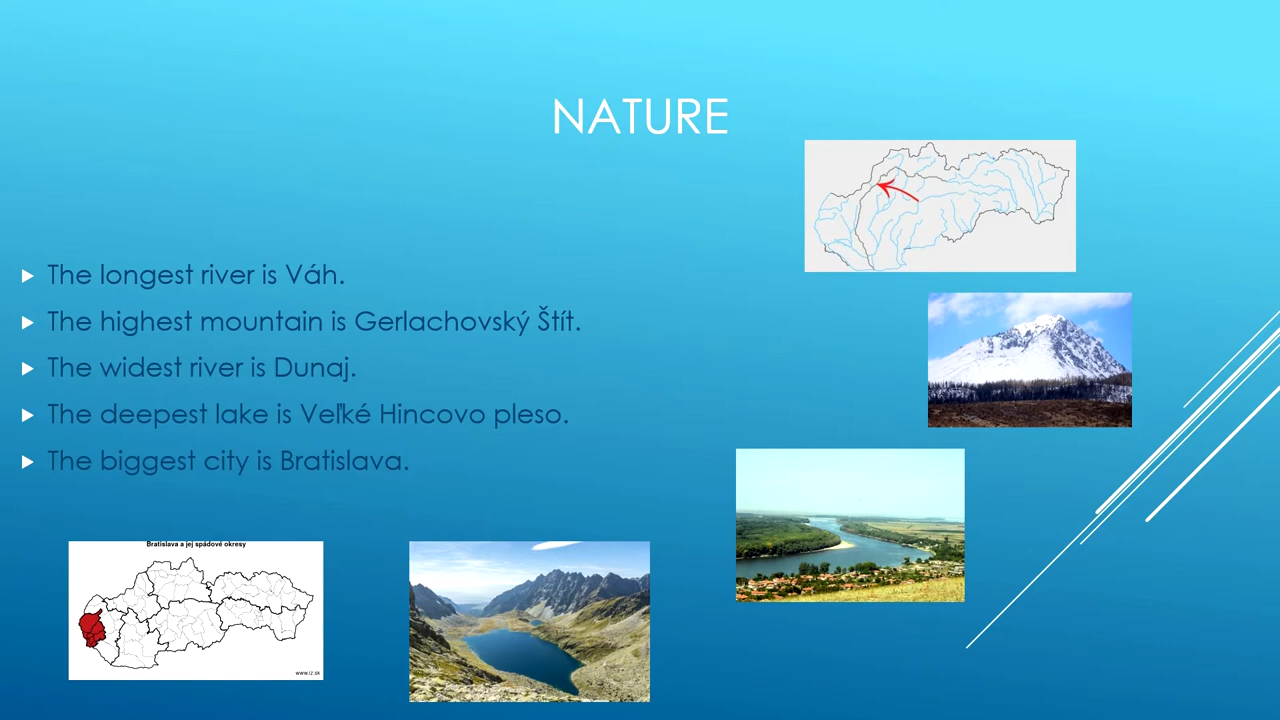 NATURE
The longest river is Váh.
The highest mountain is Gerlachovský Štít.
The widest river is Dunaj.
The deepest lake is Veľké Hincovo pleso.
The biggest city is Bratislava.
Bratislava a jej spádové okresy
www.iz.sk